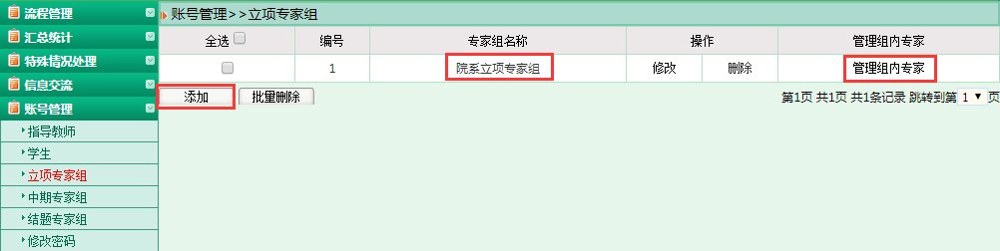 流程管理
汇总统计
特殊情况处理
信息交流
账号管理
指导教师
学生
立项专家组
中期专家组
结题专家组
修改密码
账号管理>>立项专家组
全选 编号 专家组名称 操作 管理组内专家
1 院系立项专家组 修改 删除 管理组内专家
添加 批量删除 第1页 共1页 共1条记录 跳转到第 1 页